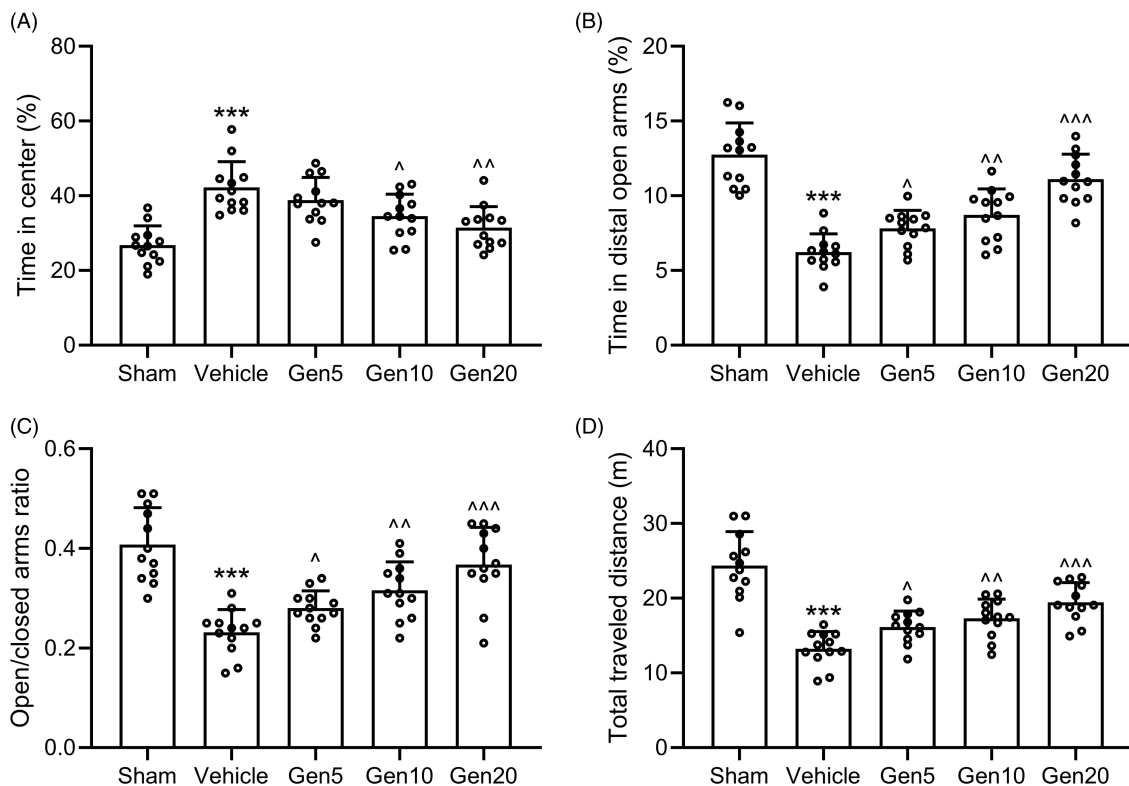 (A)
Time in center (%)
80
60
40
20
0
***
^
^^
Sham Vehicle Gen5 Gen10 Gen20
(B)
Time in distal open arms (%)
20
15
10
5
0
***
^
^^
^^^
Sham Vehicle Gen5 Gen10 Gen20
(C)
Open/closed arms ratio
0.6
0.4
0.2
0.0
***
^
^^
^^^
Sham Vehicle Gen5 Gen10 Gen20
(D)
Total traveled distance (m)
40
30
20
10
0
***
^
^^
^^^
Sham Vehicle Gen5 Gen10 Gen20